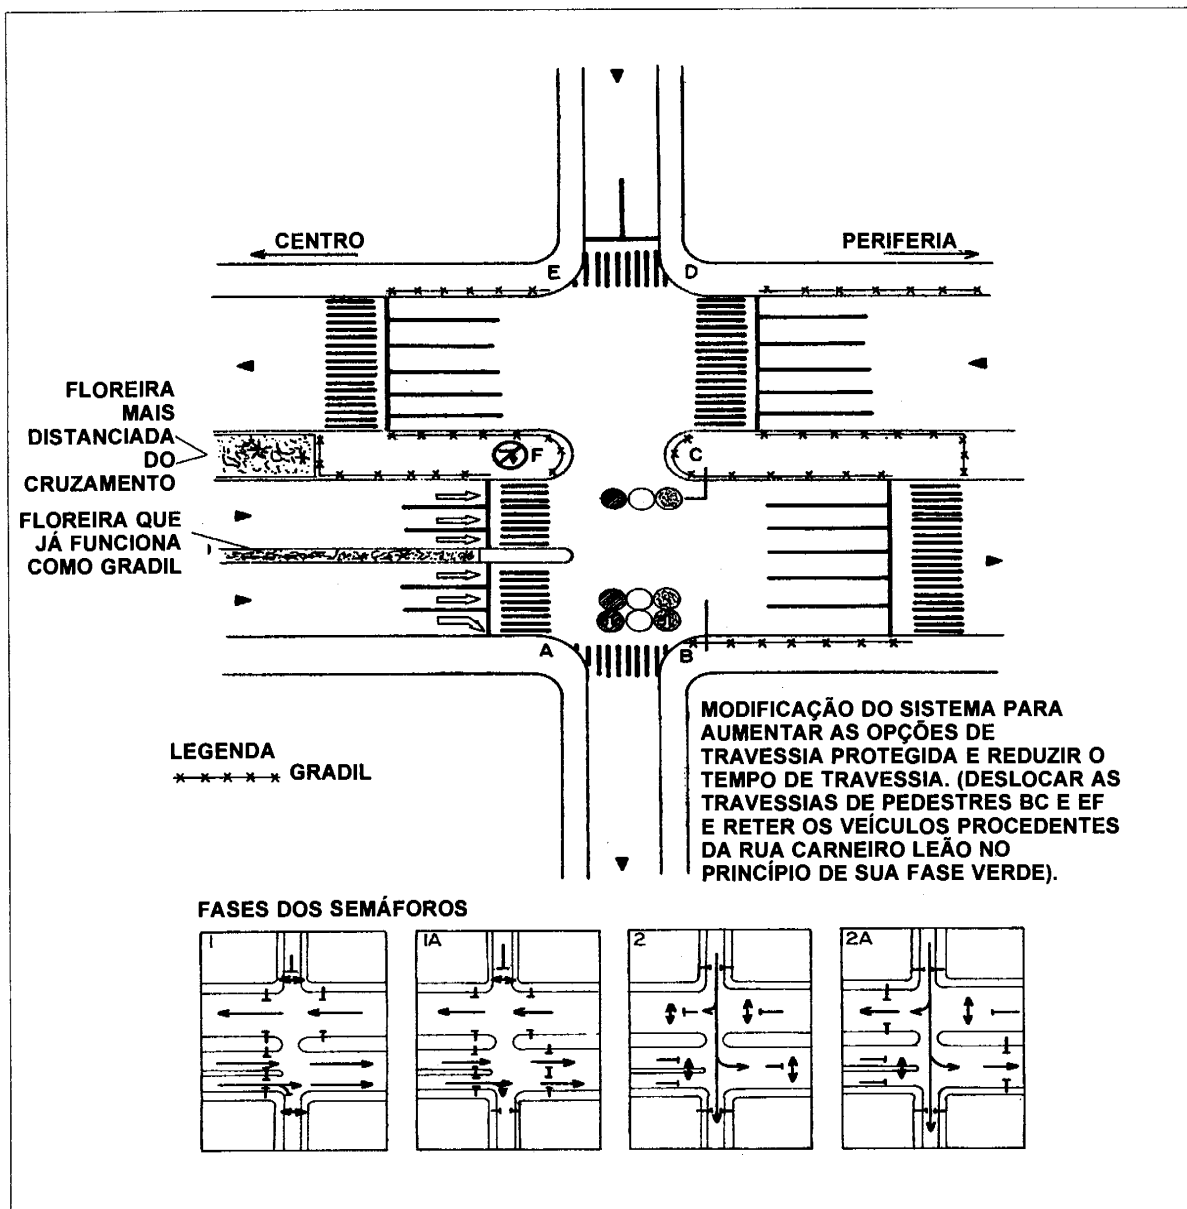 CENTRO
PERIFERIA
E
D
FLOREIRA
MAIS
DISTANCIADA
DO
CRUZAMENTO
F
C
FLOREIRA QUE
JÁ FUNCIONA
COMO GRADIL
A
B
MODIFICAÇÃO DO SISTEMA PARA
AUMENTAR AS OPÇÕES DE
TRAVESSIA PROTEGIDA E REDUZIR O
TEMPO DE TRAVESSIA. (DESLOCAR AS
TRAVESSIAS DE PEDESTRES BC E EF
E RETER OS VEÍCULOS PROCEDENTES
DA RUA CARNEIRO LEÃO NO
PRINCÍPIO DE SUA FASE VERDE).
LEGENDA
GRADIL
FASES DOS SEMÁFOROS
1
1A
2
2A